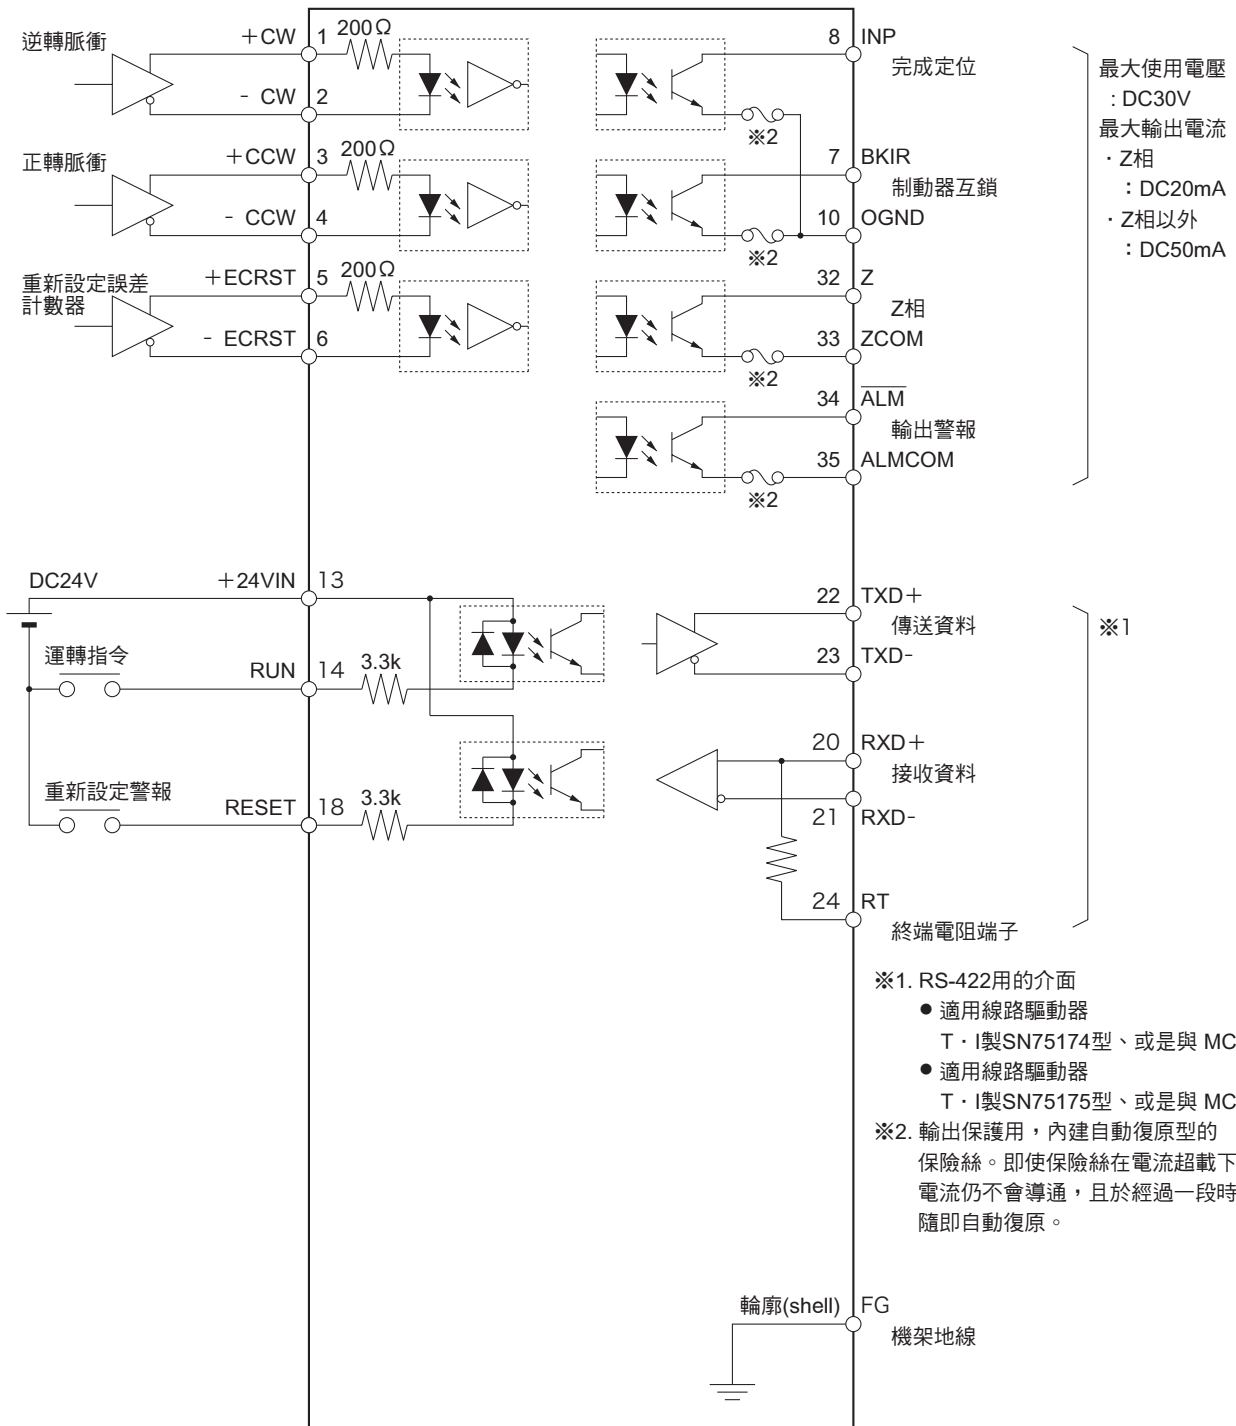 逆轉脈衝
+CW 1 200Ω
- CW 2
正轉脈衝
+CCW 3 200Ω
- CCW 4
重新設定誤差
計數器
+ECRST 5 200Ω
- ECRST 6
8 INP
完成定位
※2
7 BKIR
制動器互鎖
10 OGND
※2
32 Z
Z相
33 ZCOM
※2
34 ALM
輸出警報
35 ALMCOM
※2
最大使用電壓
: DC30V
最大輸出電流
・Z相
：DC20mA
・Z相以外
：DC50mA
DC24V
+24VIN 13
運轉指令
RUN 14 3.3k
重新設定警報
RESET 18 3.3k
22 TXD+
傳送資料
23 TXD-
※1
20 RXD+
接收資料
21 RXD-
24 RT
終端電阻端子
※1. RS-422用的介面
● 適用線路驅動器
T・I製SN75174型、或是與 MC
● 適用線路驅動器
T・I製SN75175型、或是與 MC
※2. 輸出保護用，內建自動復原型的
保險絲。即使保險絲在電流超載下
電流仍不會導通，且於經過一段時
隨即自動復原。
輪廓(shell) FG
機架地線